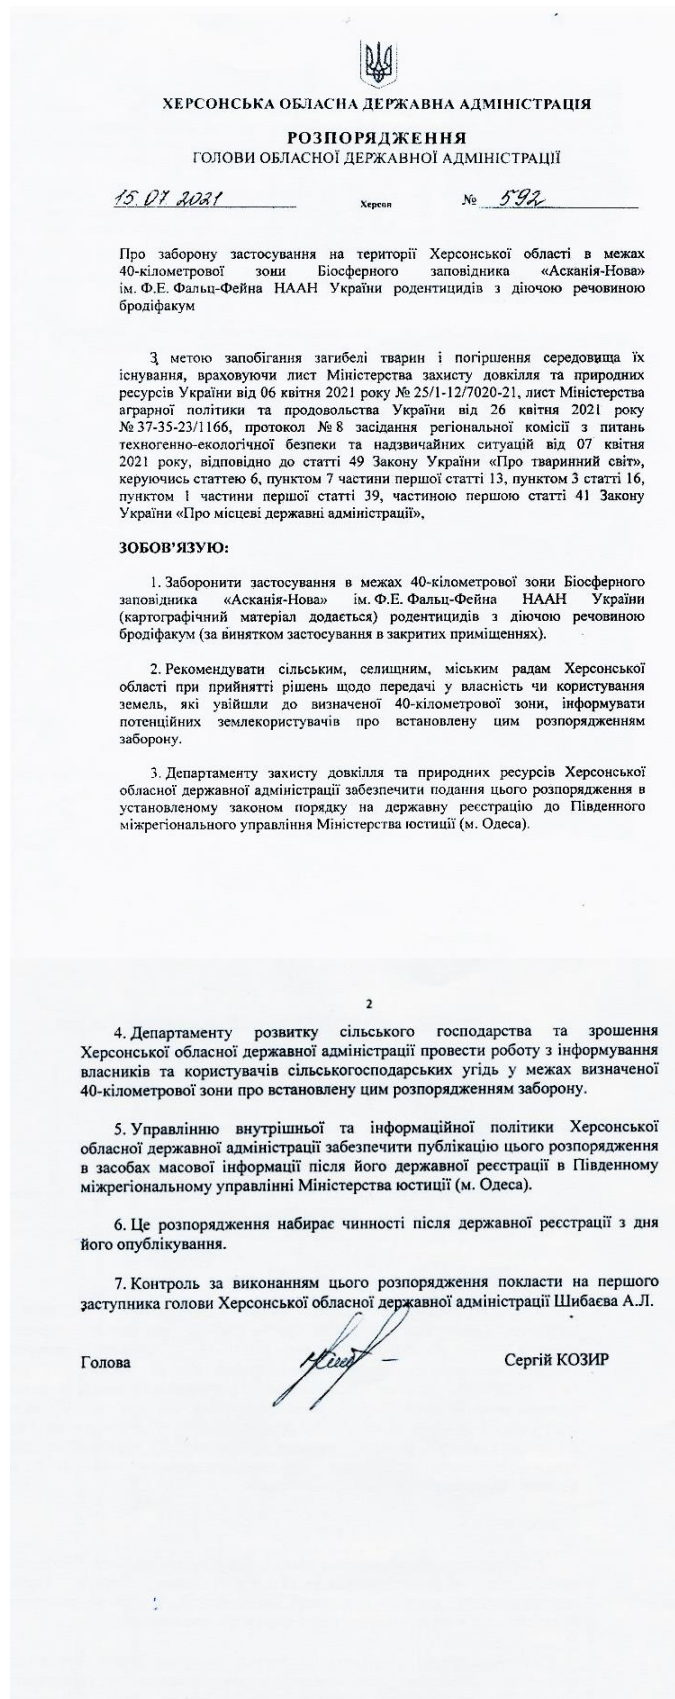 ХЕРСОНСЬКА ОБЛАСНА ДЕРЖАВНА АДМІНІСТРАЦІЯ
РОЗПОРЯДЖЕННЯ
ГОЛОВИ ОБЛАСНОЇ ДЕРЖАВНОЇ АДМІНІСТРАЦІЇ
15.07 2021 Херсон № 592
Про заборону застосування на території Херсонської області в межах
40-кілометрової зони Біосферного заповідника «Асканія-Нова»
ім. Ф.Е. Фальц-Фейна НААН України родентицидів з діючою речовиною
бродіфакум
З метою запобігання загибелі тварин і погіршення середовища їх
існування, враховуючи лист Міністерства захисту довкілля та природних
ресурсів України від 06 квітня 2021 року № 25/1-12/7020-21, лист Міністерства
аграрної політики та продовольства України від 26 квітня 2021 року
№ 37-35-23/1166, протокол № 8 засідання регіональної комісії з питань
техногенно-екологічної безпеки та надзвичайних ситуацій від 07 квітня
2021 року, відповідно до статті 49 Закону України «Про тваринний світ»,
керуючись статтею 6, пунктом 7 частини першої статті 13, пунктом 3 статті 16,
пунктом 1 частини першої статті 39, частиною першою статті 41 Закону
України «Про місцеві державні адміністрації»,
ЗОБОВ’ЯЗУЮ:
1. Заборонити застосування в межах 40-кілометрової зони Біосферного
заповідника «Асканія-Нова» ім. Ф.Е. Фальц-Фейна НААН України
(картографічний матеріал додається) родентицидів з діючою речовиною
бродіфакум (за винятком застосування в закритих приміщеннях).
2. Рекомендувати сільським, селищним, міським радам Херсонської
області при прийнятті рішень щодо передачі у власність чи користування
земель, які увійшли до визначеної 40-кілометрової зони, інформувати
потенційних землекористувачів про встановлену цим розпорядженням
заборону.
3. Департаменту захисту довкілля та природних ресурсів Херсонської
обласної державної адміністрації забезпечити подання цього розпорядження в
установленому законом порядку на державну реєстрацію до Південного
міжрегіонального управління Міністерства юстиції (м. Одеса).
2
4. Департаменту розвитку сільського господарства та зрошення
Херсонської обласної державної адміністрації провести роботу з інформування
власників та користувачів сільськогосподарських угідь у межах визначеної
40-кілометрової зони про встановлену цим розпорядженням заборону.
5. Управлінню внутрішньої та інформаційної політики Херсонської
обласної державної адміністрації забезпечити публікацію цього розпорядження
в засобах масової інформації після його державної реєстрації в Південному
міжрегіональному управлінні Міністерства юстиції (м. Одеса).
6. Це розпорядження набирає чинності після державної реєстрації з дня
його опублікування.
7. Контроль за виконанням цього розпорядження покласти на першого
заступника голови Херсонської обласної державної адміністрації Шибаєва А.Л.
Голова Сергій КОЗИР